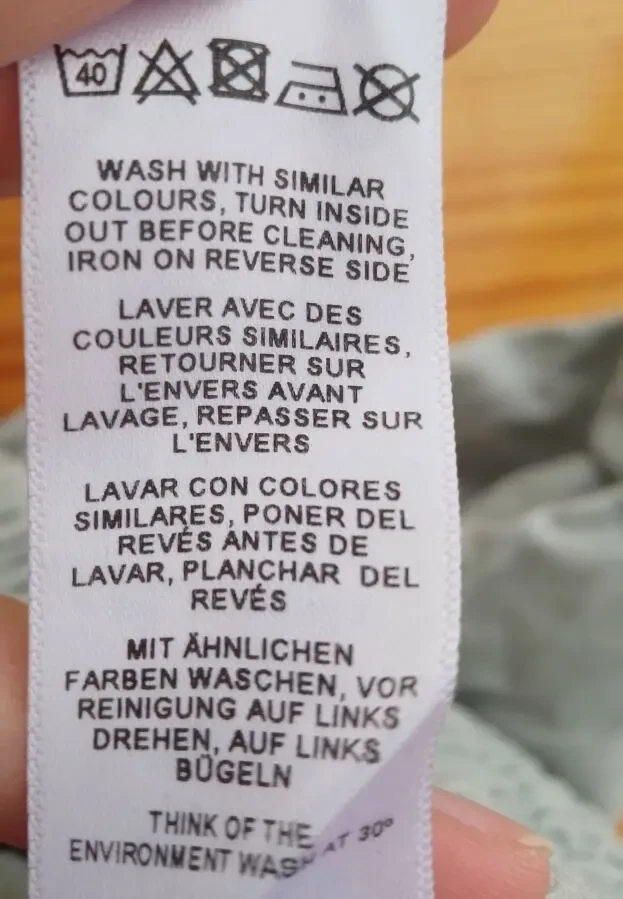 40
WASH WITH SIMILAR
COLOURS, TURN INSIDE
OUT BEFORE CLEANING,
IRON ON REVERSE SIDE
LAVER AVEC DES
COULEURS SIMILAIRES,
RETOURNER SUR
L'ENVERS AVANT
LAVAGE, REPASSER SUR
L'ENVERS
LAVAR CON COLORES
SIMILARES, PONER DEL
REVÉS ANTES DE
LAVAR, PLANCHAR DEL
REVÉS
MIT ÄHNLICHEN
FARBEN WASCHEN, VOR
REINIGUNG AUF LINKS
DREHEN, AUF LINKS
BÜGELN
THINK OF THE
ENVIRONMENT WASH AT 30º